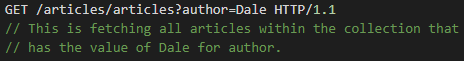 GET /articles/articles?author=Dale HTTP/1.1
// This is fetching all articles within the collection that
// has the value of Dale for author.